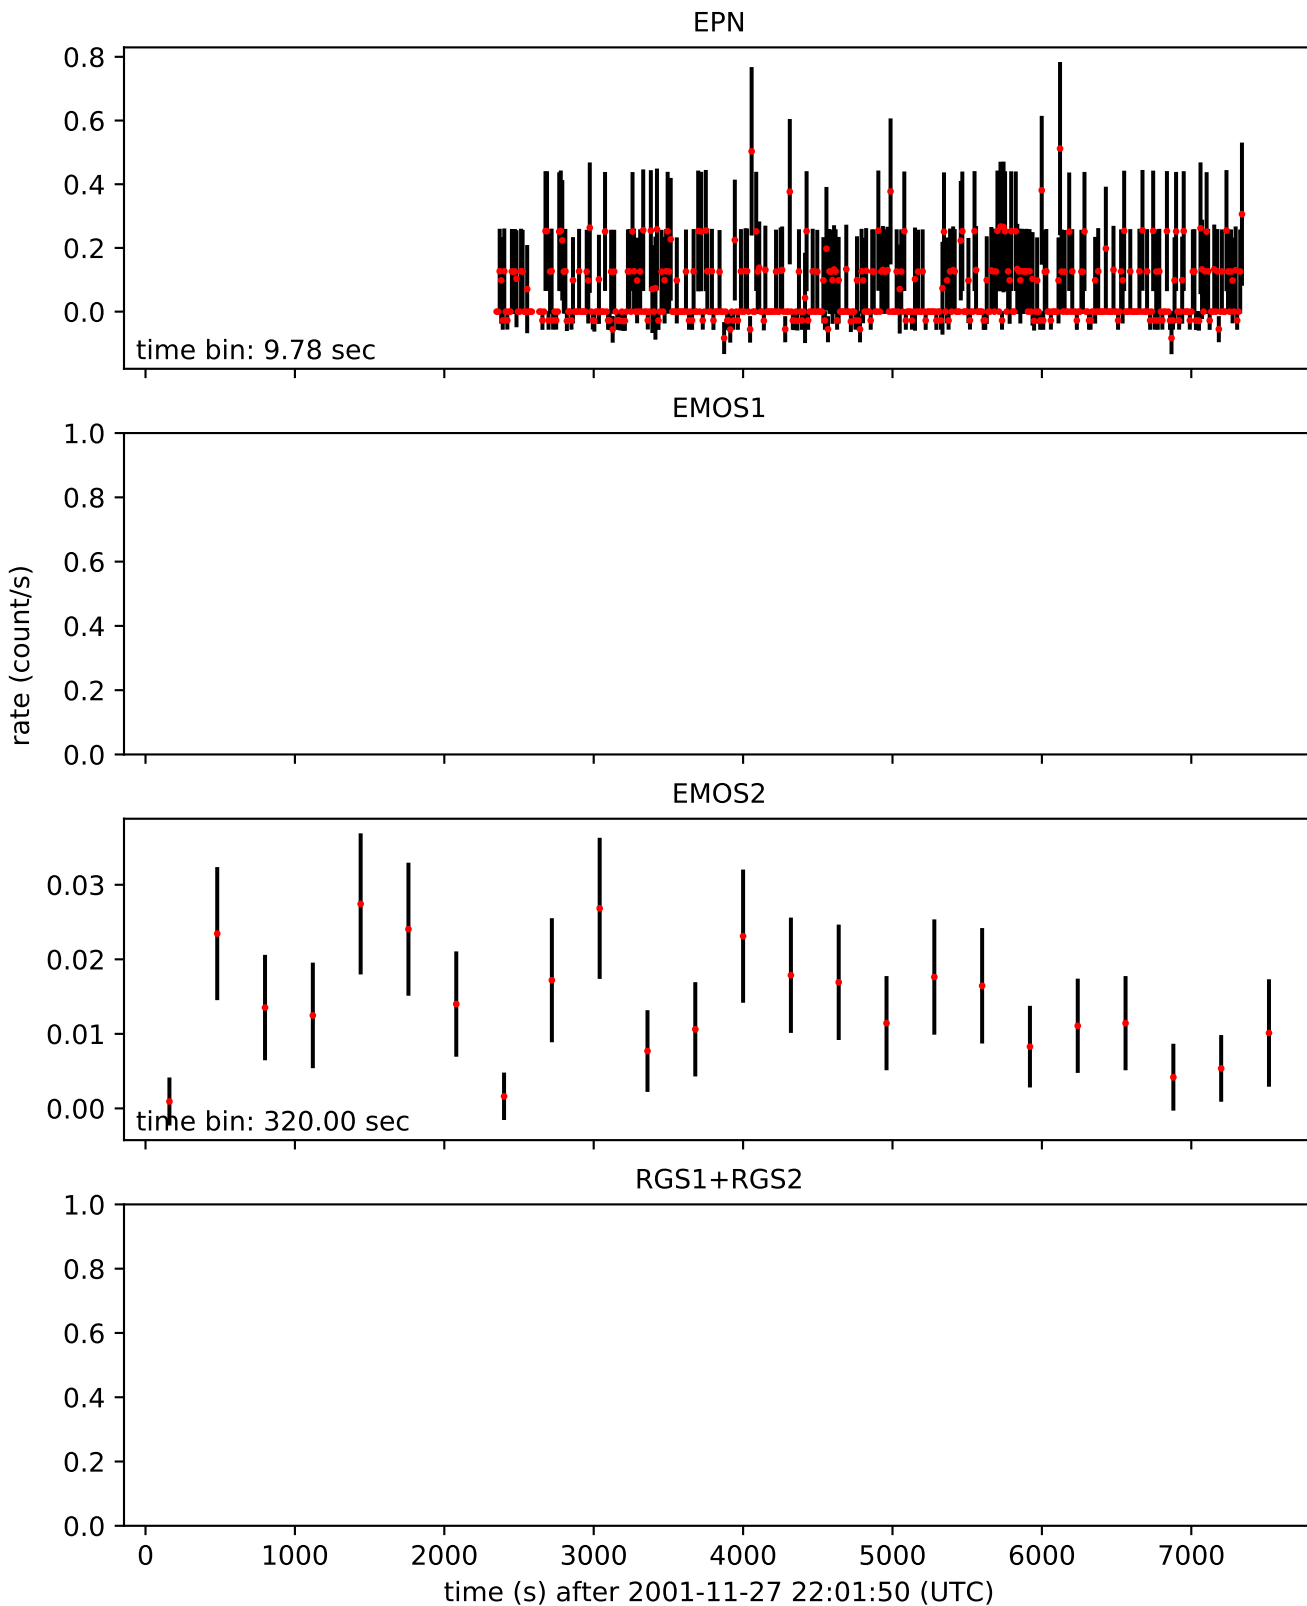 EPN
0.8
0.6
0.4
0.2
0.0
time bin: 9.78 sec
EMOS1
1.0
0.8
0.6
0.4
0.2
0.0
rate (count/s)
EMOS2
0.03
0.02
0.01
0.00
time bin: 320.00 sec
RGS1+RGS2
1.0
0.8
0.6
0.4
0.2
0.0
0 1000 2000 3000 4000 5000 6000 7000
time (s) after 2001-11-27 22:01:50 (UTC)